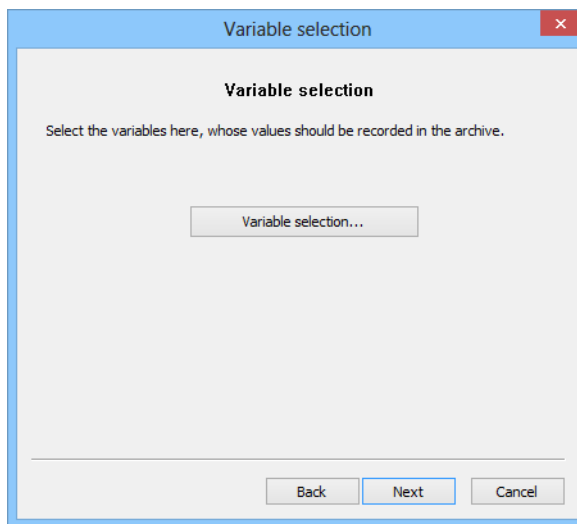 Variable selection
Variable selection
Select the variables here, whose values should be recorded in the archive.
Variable selection...
Back Next Cancel